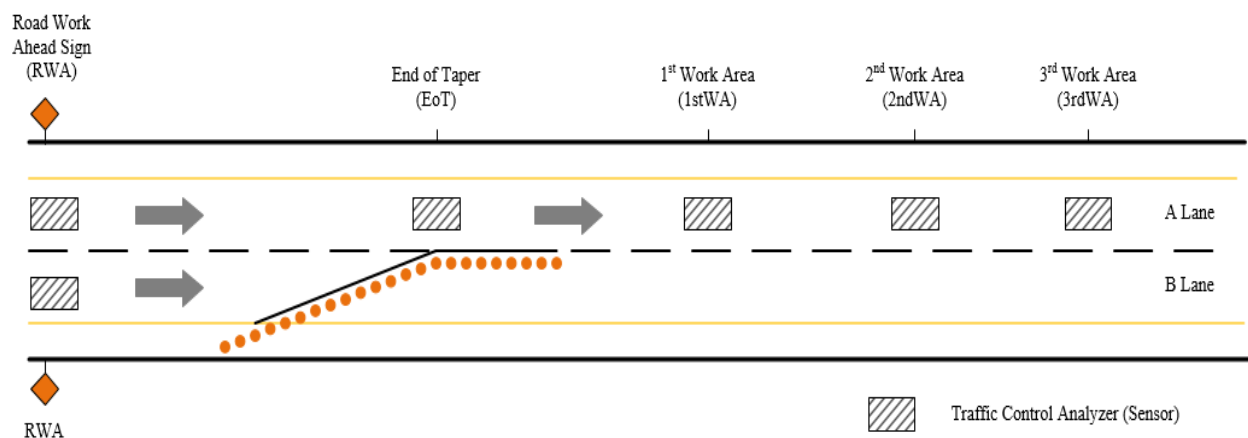 Road Work
Ahead Sign
(RWA)
End of Taper
(EoT)
1st Work Area
(1stWA)
2nd Work Area
(2ndWA)
3rd Work Area
(3rdWA)
A Lane
B Lane
RWA
Traffic Control Analyzer (Sensor)